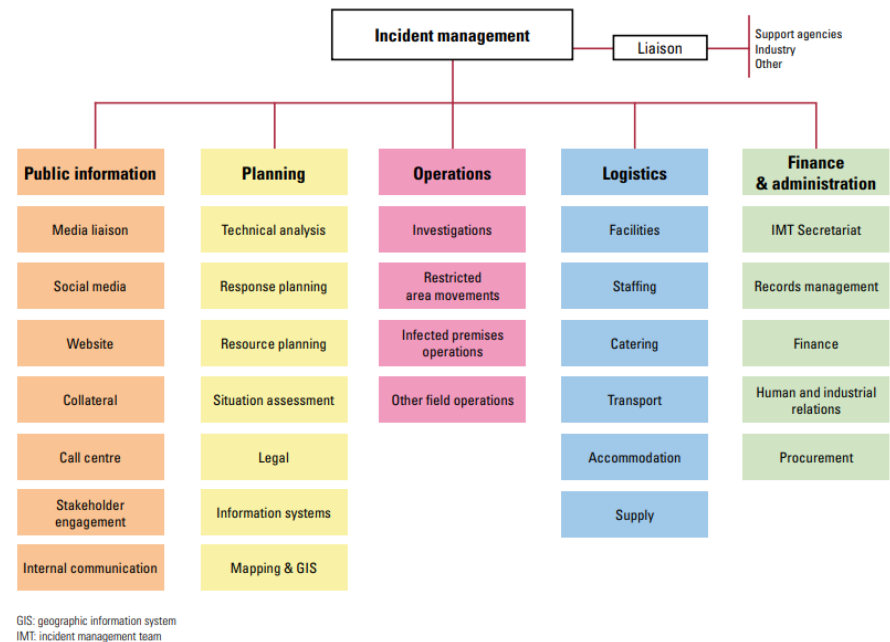 Incident management
Liaison
Support agencies
Industry
Other
Public information
Media liaison
Social media
Website
Collateral
Call centre
Stakeholder
engagement
Internal communication
Planning
Technical analysis
Response planning
Resource planning
Situation assessment
Legal
Information systems
Mapping & GIS
Operations
Investigations
Restricted
area movements
Infected premises
operations
Other field operations
Logistics
Facilities
Staffing
Catering
Transport
Accommodation
Supply
Finance
& administration
IMT Secretariat
Records management
Finance
Human and industrial
relations
Procurement
GIS: geographic information system
IMT: incident management team